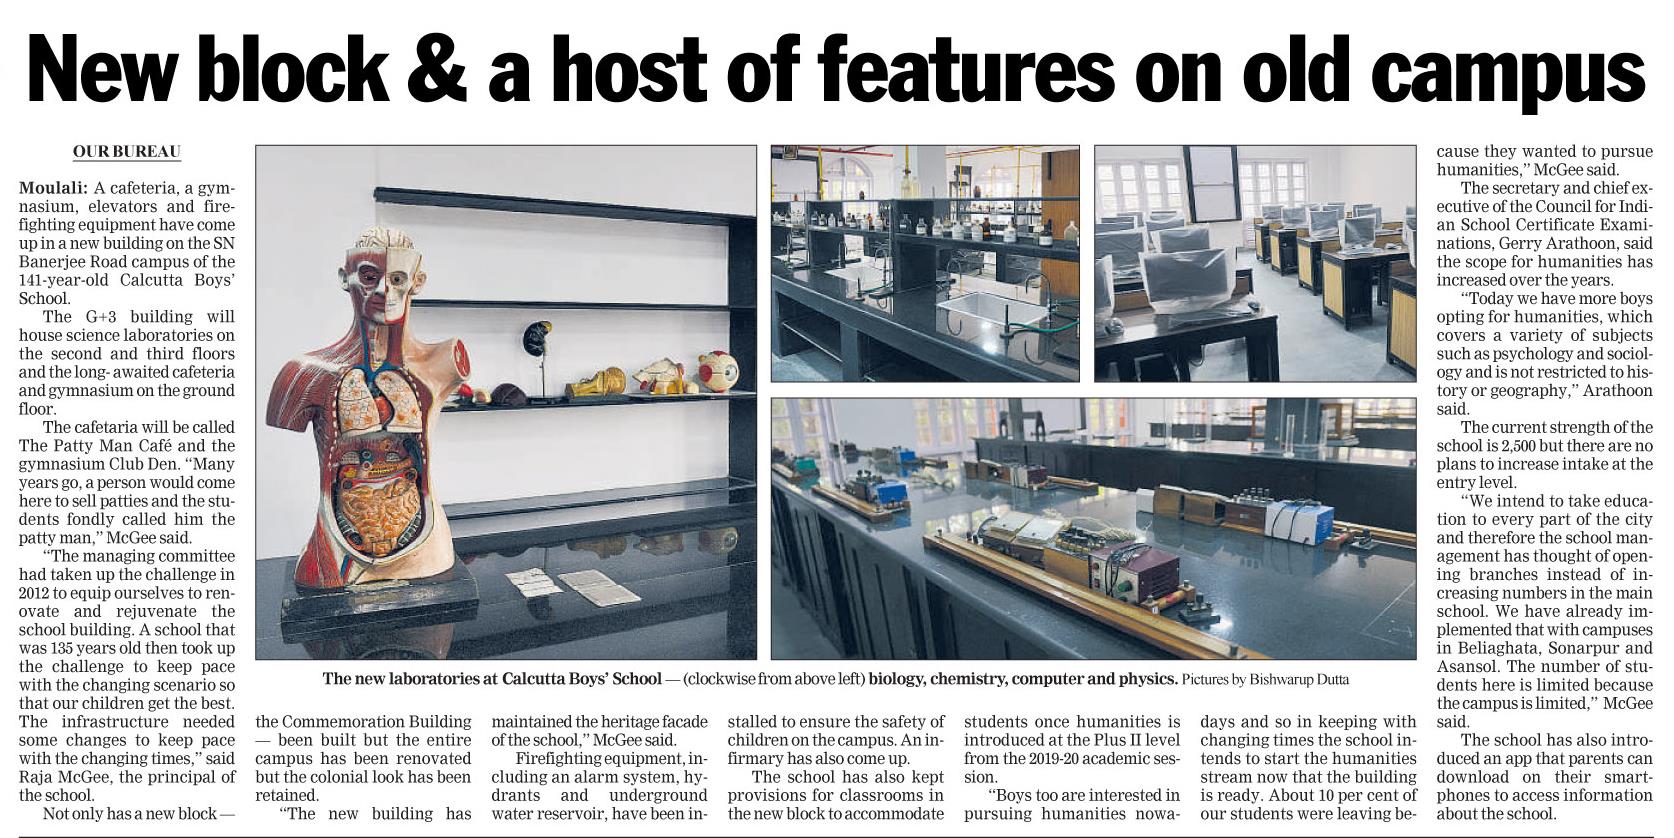 New block & a host of features on old campus
OUR BUREAU
Moulali: A cafeteria, a gym-
nasium, elevators and fire-
fighting equipment have come
up in a new building on the SN
Banerjee Road campus of the
141-year-old Calcutta Boys’
School.
The G+3 building will
house science laboratories on
the second and third floors
and the long- awaited cafeteria
and gymnasium on the ground
floor.
The cafetaria will be called
The Patty Man Café and the
gymnasium Club Den. “Many
years go, a person would come
here to sell patties and the stu-
dents fondly called him the
patty man,” McGee said.
“The managing committee
had taken up the challenge in
2012 to equip ourselves to ren-
ovate and rejuvenate the
school building. A school that
was 135 years old then took up
the challenge to keep pace
with the changing scenario so
that our children get the best.
The infrastructure needed
some changes to keep pace
with the changing times,” said
Raja McGee, the principal of
the school.
Not only has a new block —
The new laboratories at Calcutta Boys’ School — (clockwise from above left) biology, chemistry, computer and physics. Pictures by Bishwarup Dutta
the Commemoration Building
— been built but the entire
campus has been renovated
but the colonial look has been
retained.
“The new building has
maintained the heritage facade
of the school,” McGee said.
Firefighting equipment, in-
cluding an alarm system, hy-
drants and underground
water reservoir, have been in-
stalled to ensure the safety of
children on the campus. An in-
firmary has also come up.
The school has also kept
provisions for classrooms in
the new block to accommodate
students once humanities is
introduced at the Plus II level
from the 2019-20 academic ses-
sion.
“Boys too are interested in
pursuing humanities nowa-
days and so in keeping with
changing times the school in-
tends to start the humanities
stream now that the building
is ready. About 10 per cent of
our students were leaving be-
cause they wanted to pursue
humanities,” McGee said.
The secretary and chief ex-
ecutive of the Council for Indi-
an School Certificate Exami-
nations, Gerry Arathoon, said
the scope for humanities has
increased over the years.
“Today we have more boys
opting for humanities, which
covers a variety of subjects
such as psychology and sociol-
ogy and is not restricted to his-
tory or geography,” Arathoon
said.
The current strength of the
school is 2,500 but there are no
plans to increase intake at the
entry level.
“We intend to take educa-
tion to every part of the city
and therefore the school man-
agement has thought of open-
ing branches instead of in-
creasing numbers in the main
school. We have already im-
plemented that with campuses
in Beliaghata, Sonarpur and
Asansol. The number of stu-
dents here is limited because
the campus is limited,” McGee
said.
The school has also intro-
duced an app that parents can
download on their smart-
phones to access information
about the school.